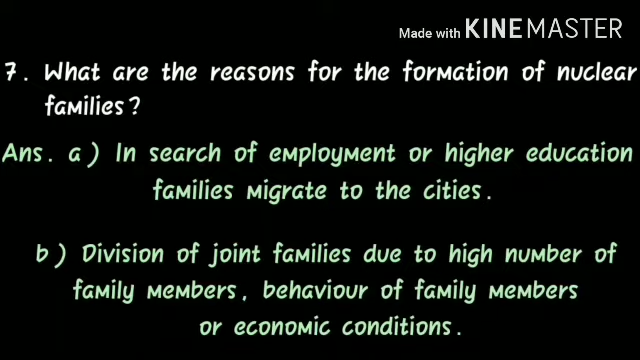 Made with KINEMASTER
7. What are the reasons for the formation of nuclear
families?
Ans. a) In search of employment or higher education
families migrate to the cities.
b) Division of joint families due to high number of
family members, behaviour of family members
or economic conditions.